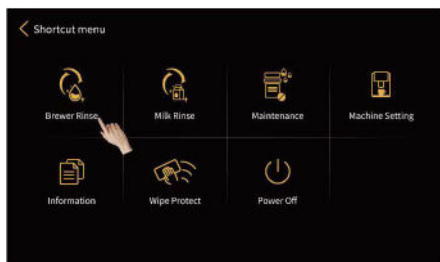 Shortcut menu
Brewer Rinse
Milk Rinse
Maintenance
Machine Setting
Information
Wipe Protect
Power Off